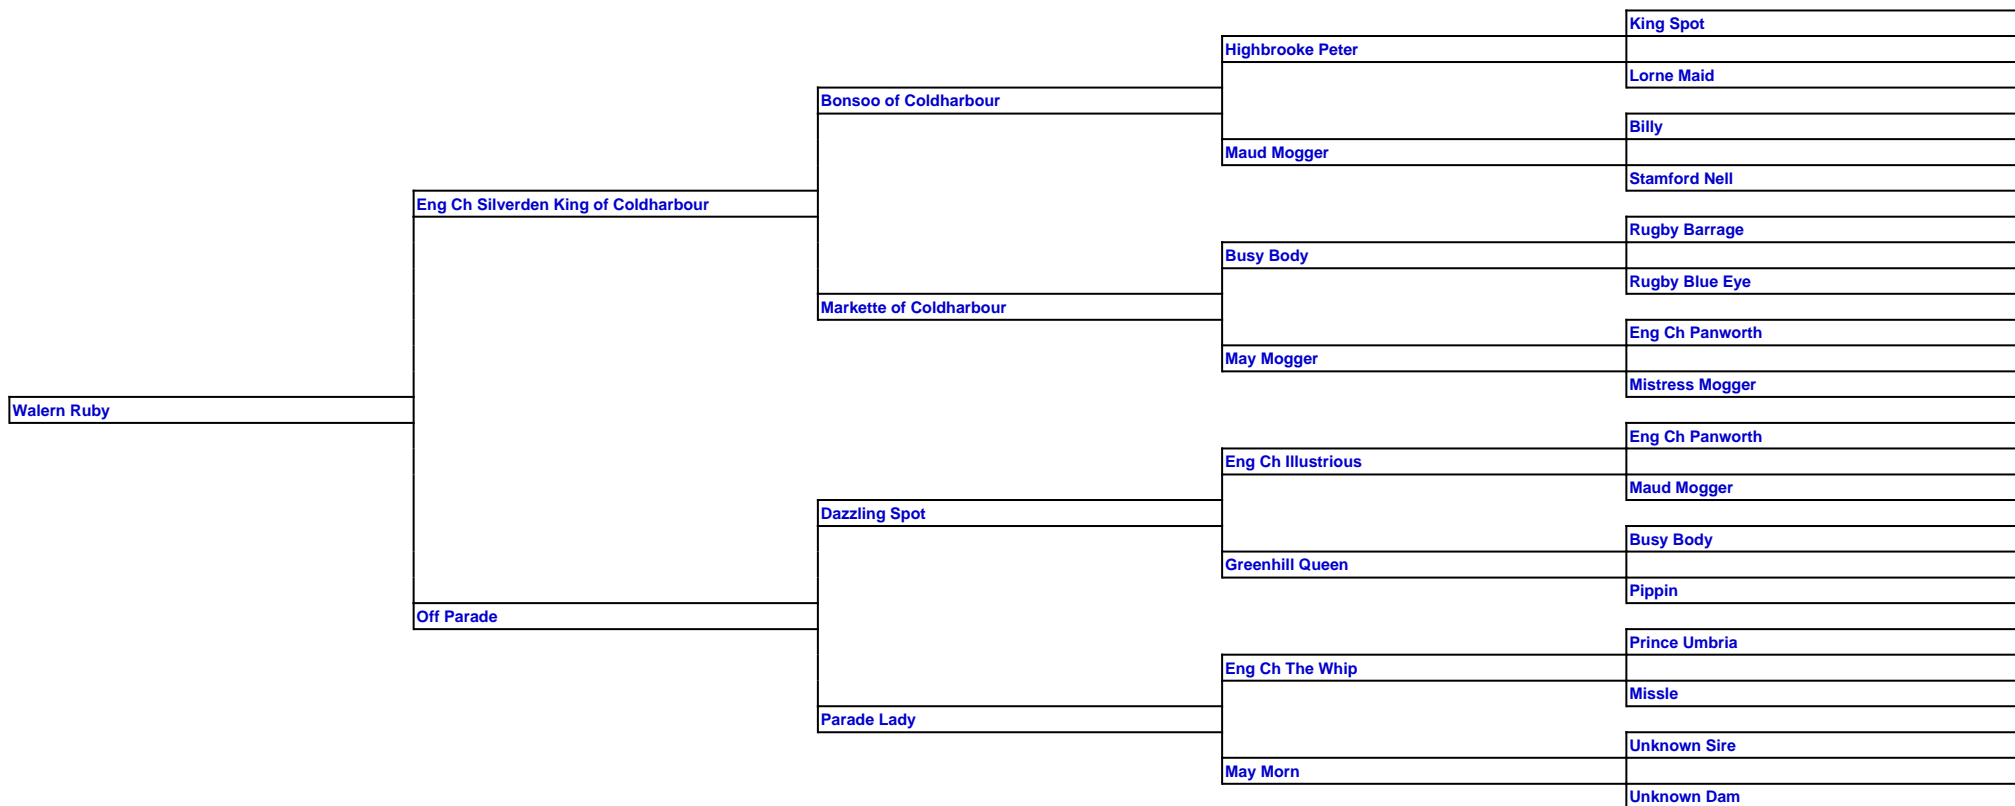 King Spot
Highbrooke Peter
Lorne Maid
Bonsoo of Coldharbour
Billy
Maud Mogger
Stamford Nell
Eng Ch Silverden King of Coldharbour
Rugby Barrage
Busy Body
Rugby Blue Eye
Markette of Coldharbour
Eng Ch Panworth
May Mogger
Mistress Mogger
Walern Ruby
Eng Ch Panworth
Eng Ch Illustrious
Maud Mogger
Dazzling Spot
Busy Body
Greenhill Queen
Pippin
Off Parade
Prince Umbria
Eng Ch The Whip
Missle
Parade Lady
Unknown Sire
May Morn
Unknown Dam